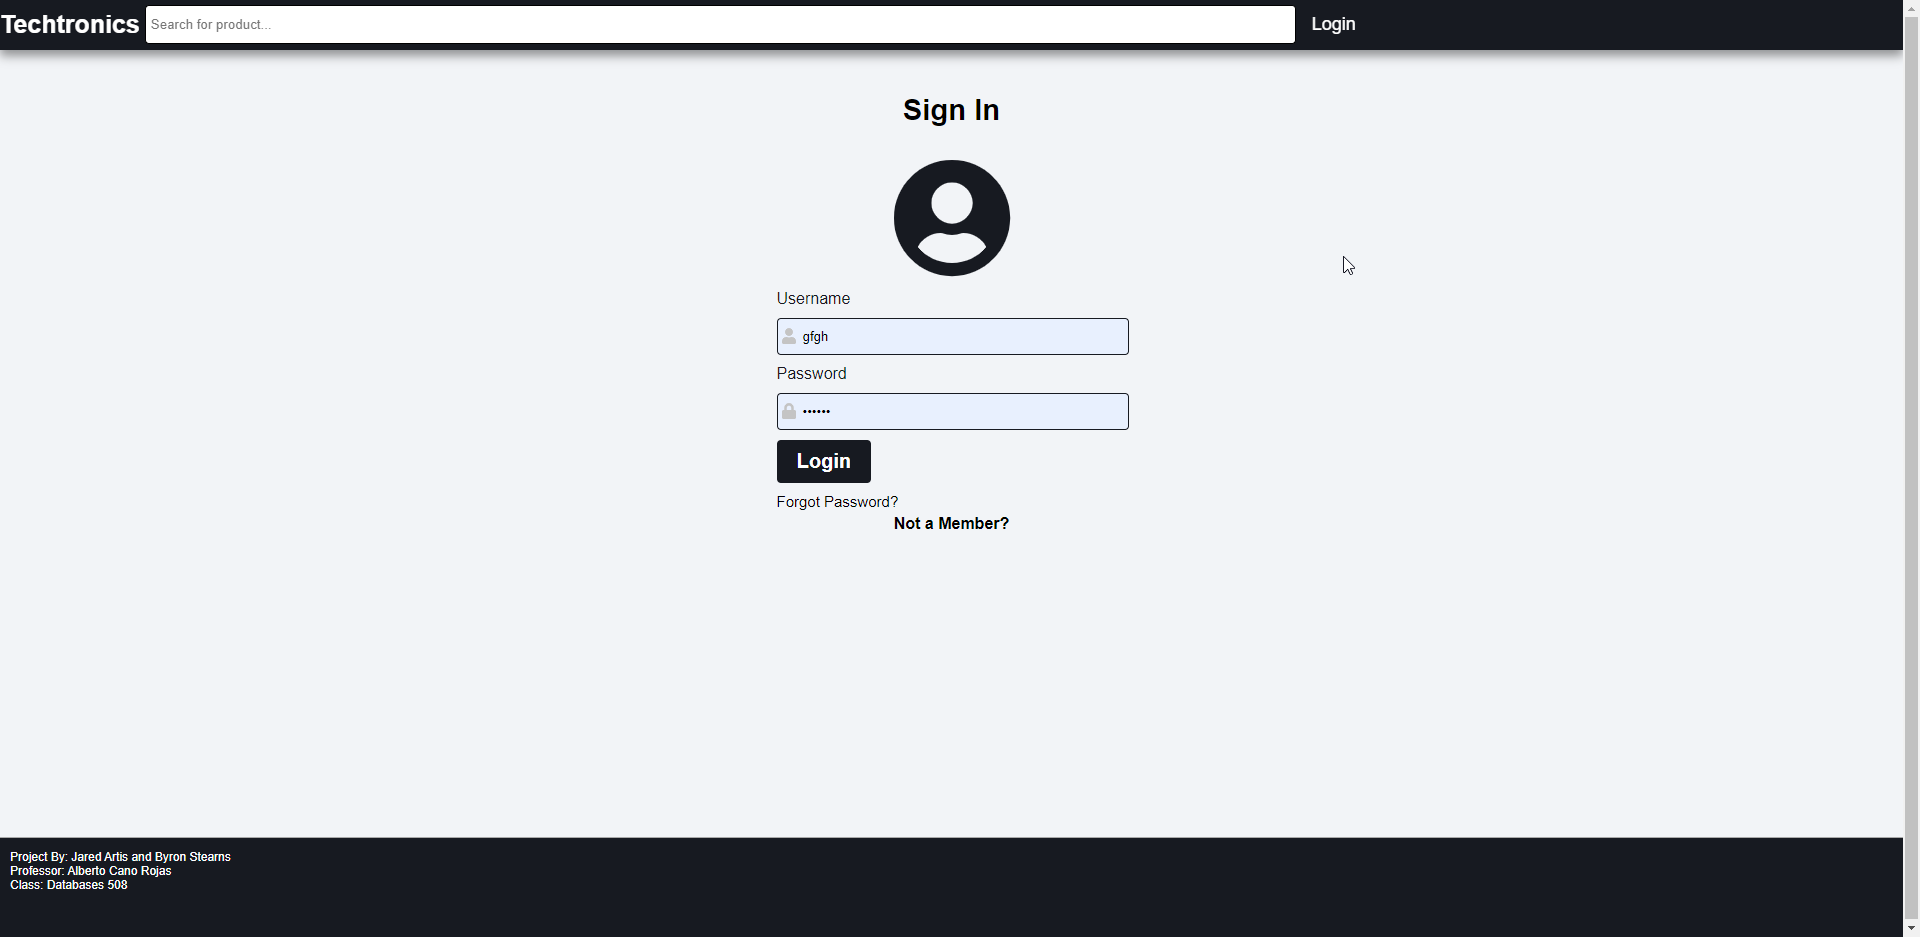 Techtronics
Search for product...
Login
Sign In
Username
gfgh
Password
••••••
Login
Forgot Password?
Not a Member?
Project By: Jared Artis and Byron Stearns
Professor: Alberto Cano Rojas
Class: Databases 508